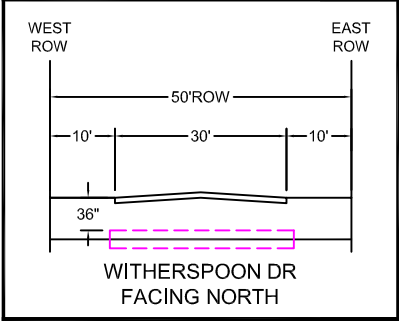 WEST
ROW
EAST
ROW
50'ROW
10'
30'
10'
36"
WITHERSPOON DR
FACING NORTH